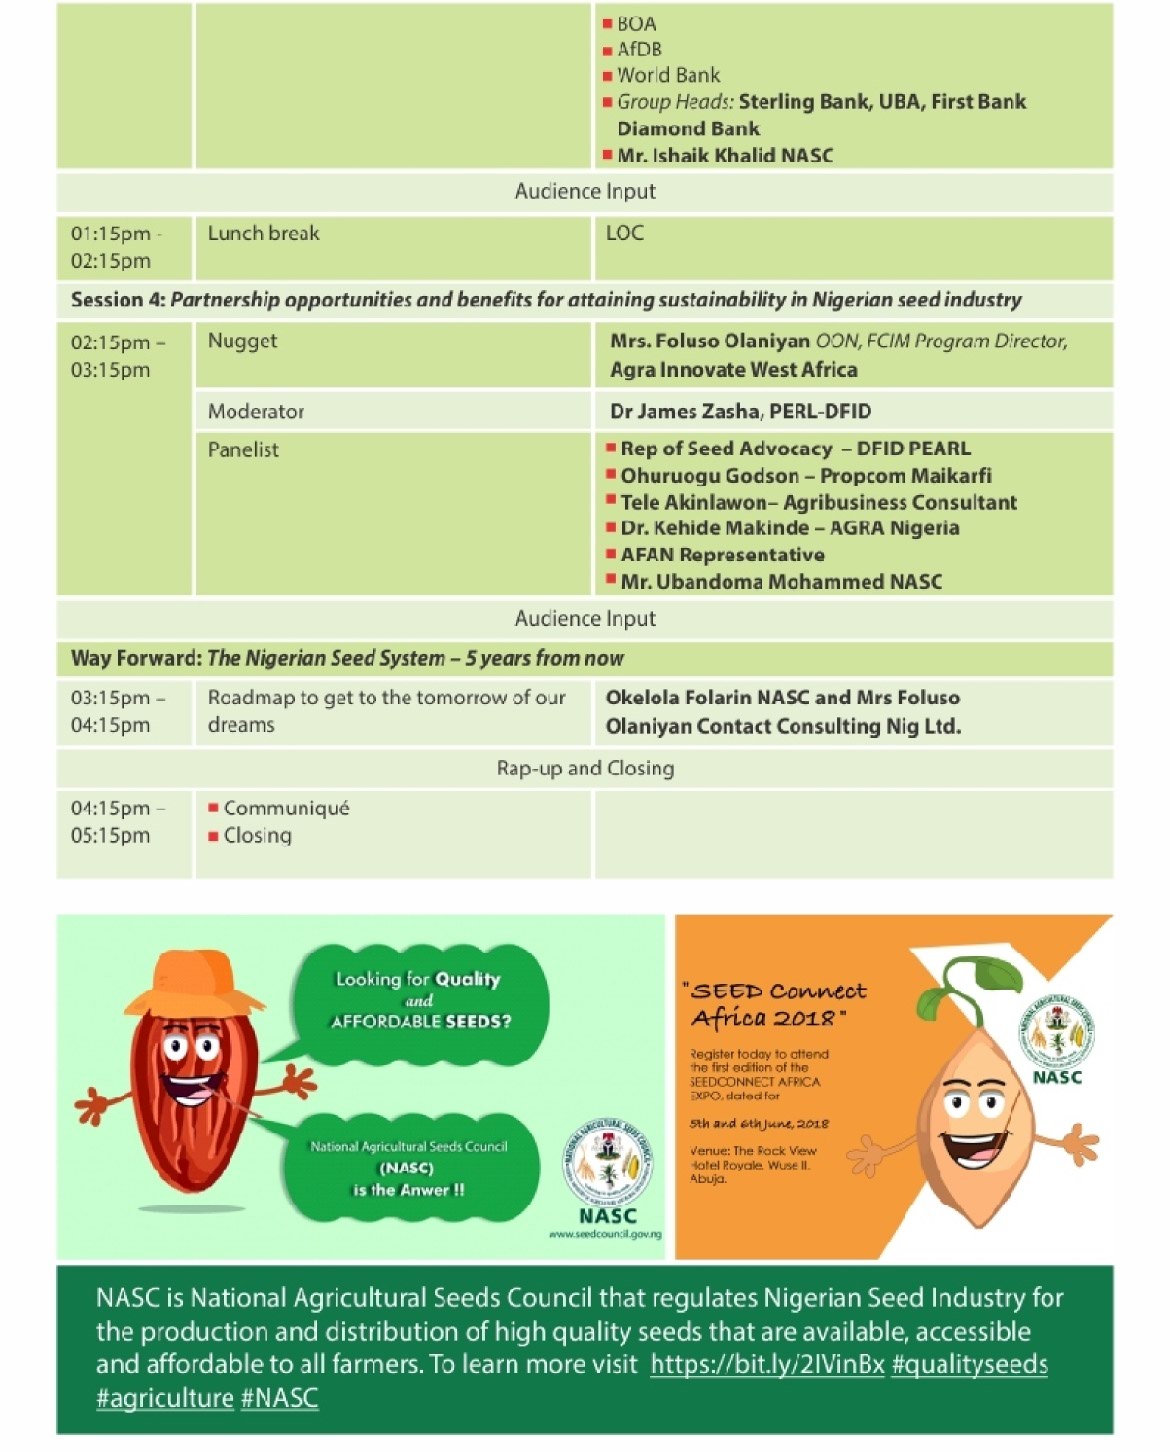 BOA
AfDB
World Bank
Group Heads: Sterling Bank, UBA, First Bank
Diamond Bank
Mr. Ishaik Khalid NASC
Audience Input
01:15pm -
02:15pm
Lunch break
LOC
Session 4: Partnership opportunities and benefits for attaining sustainability in Nigerian seed industry
02:15pm –
03:15pm
Nugget
Mrs. Foluso Olaniyan OON, FCIM Program Director,
Agra Innovate West Africa
Moderator
Dr James Zasha, PERL-DFID
Panelist
Rep of Seed Advocacy – DFID PEARL
Ohuruogu Godson – Propcom Maikarfi
Tele Akinlawon– Agribusiness Consultant
Dr. Kehide Makinde – AGRA Nigeria
AFAN Representative
Mr. Ubandoma Mohammed NASC
Audience Input
Way Forward: The Nigerian Seed System – 5 years from now
03:15pm –
04:15pm
Roadmap to get to the tomorrow of our
dreams
Okelola Folarin NASC and Mrs Foluso
Olaniyan Contact Consulting Nig Ltd.
Rap-up and Closing
04:15pm –
05:15pm
Communiqué
Closing
Looking for Quality
and
AFFORDABLE SEEDS?
National Agricultural Seeds Council
(NASC)
is the Anwer !!
NASC
www.seedcouncil.gov.ng
"SEED Connect
Africa 2018"
Register today to attend
the first edition of the
SEEDCONNECT AFRICA
EXPO, slated for
5th and 6th June, 2018
Venue: The Rock View
Hotel Royale, Wuse II,
Abuja.
NASC
NASC is National Agricultural Seeds Council that regulates Nigerian Seed Industry for
the production and distribution of high quality seeds that are available, accessible
and affordable to all farmers. To learn more visit https://bit.ly/2IVinBx #qualityseeds
#agriculture #NASC